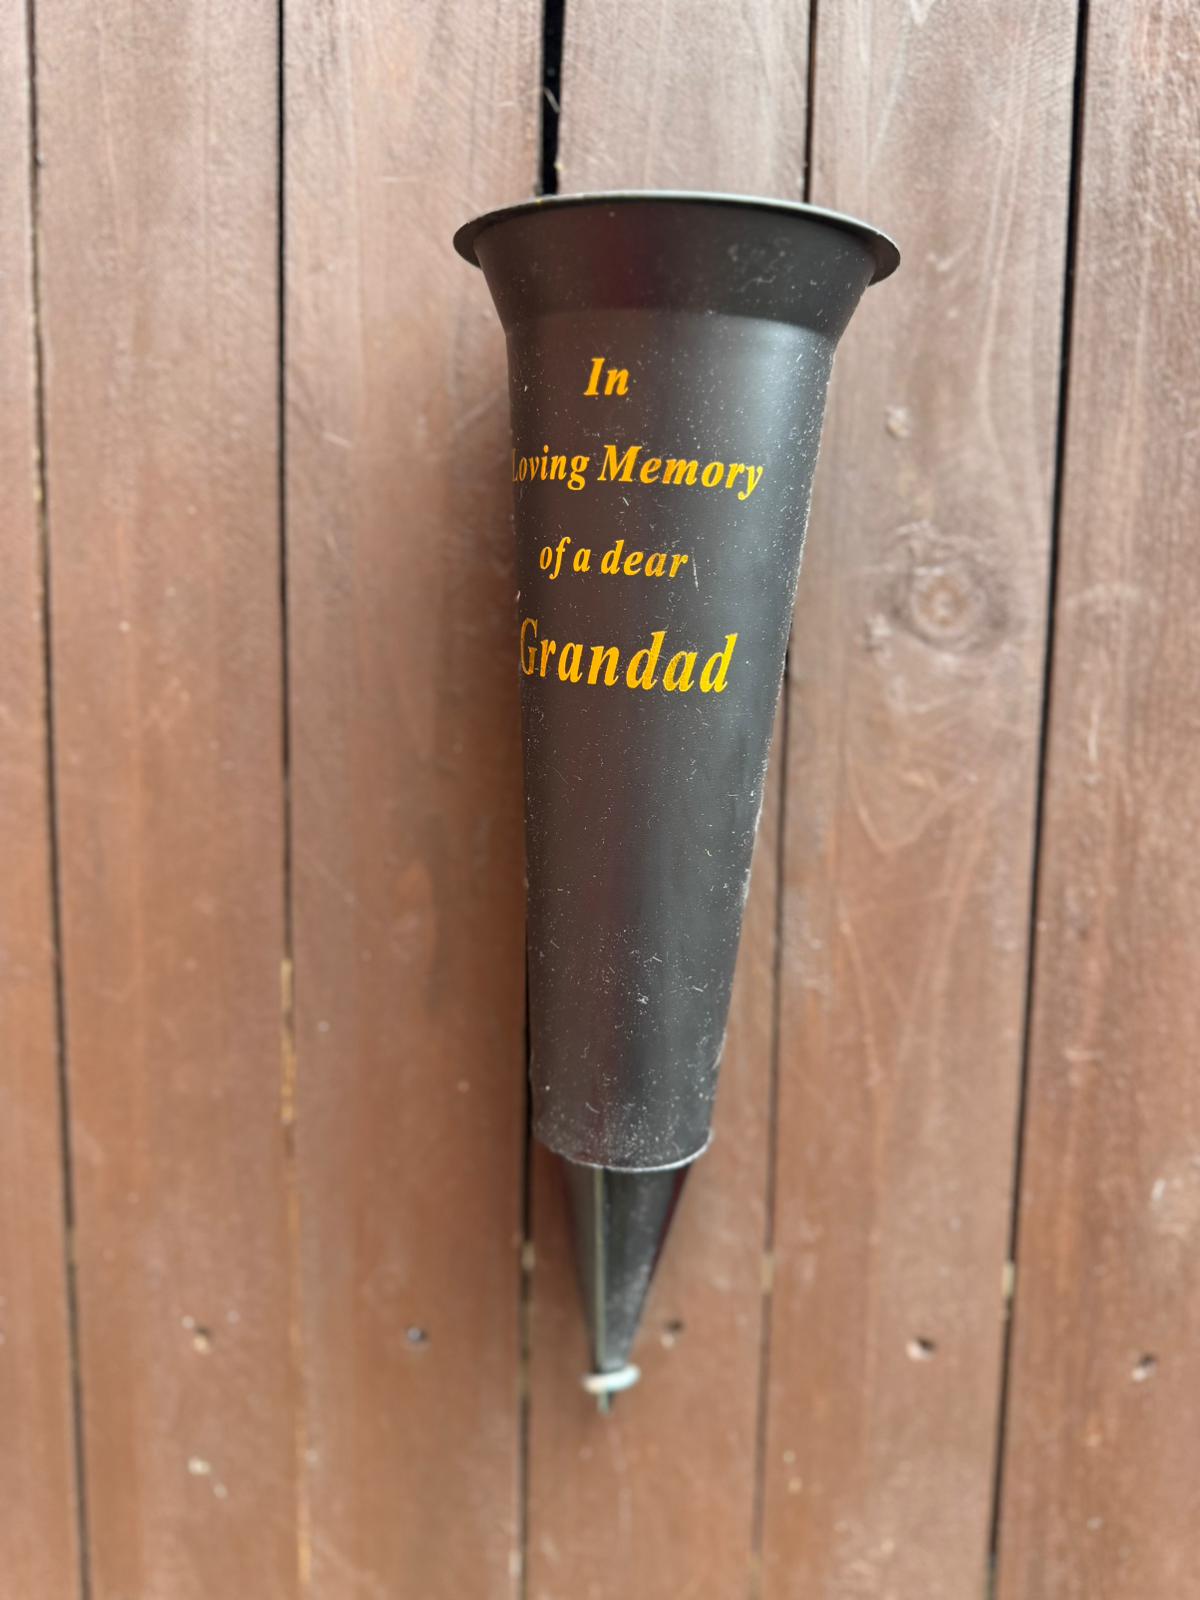 In
Loving Memory
of a dear
Grandad